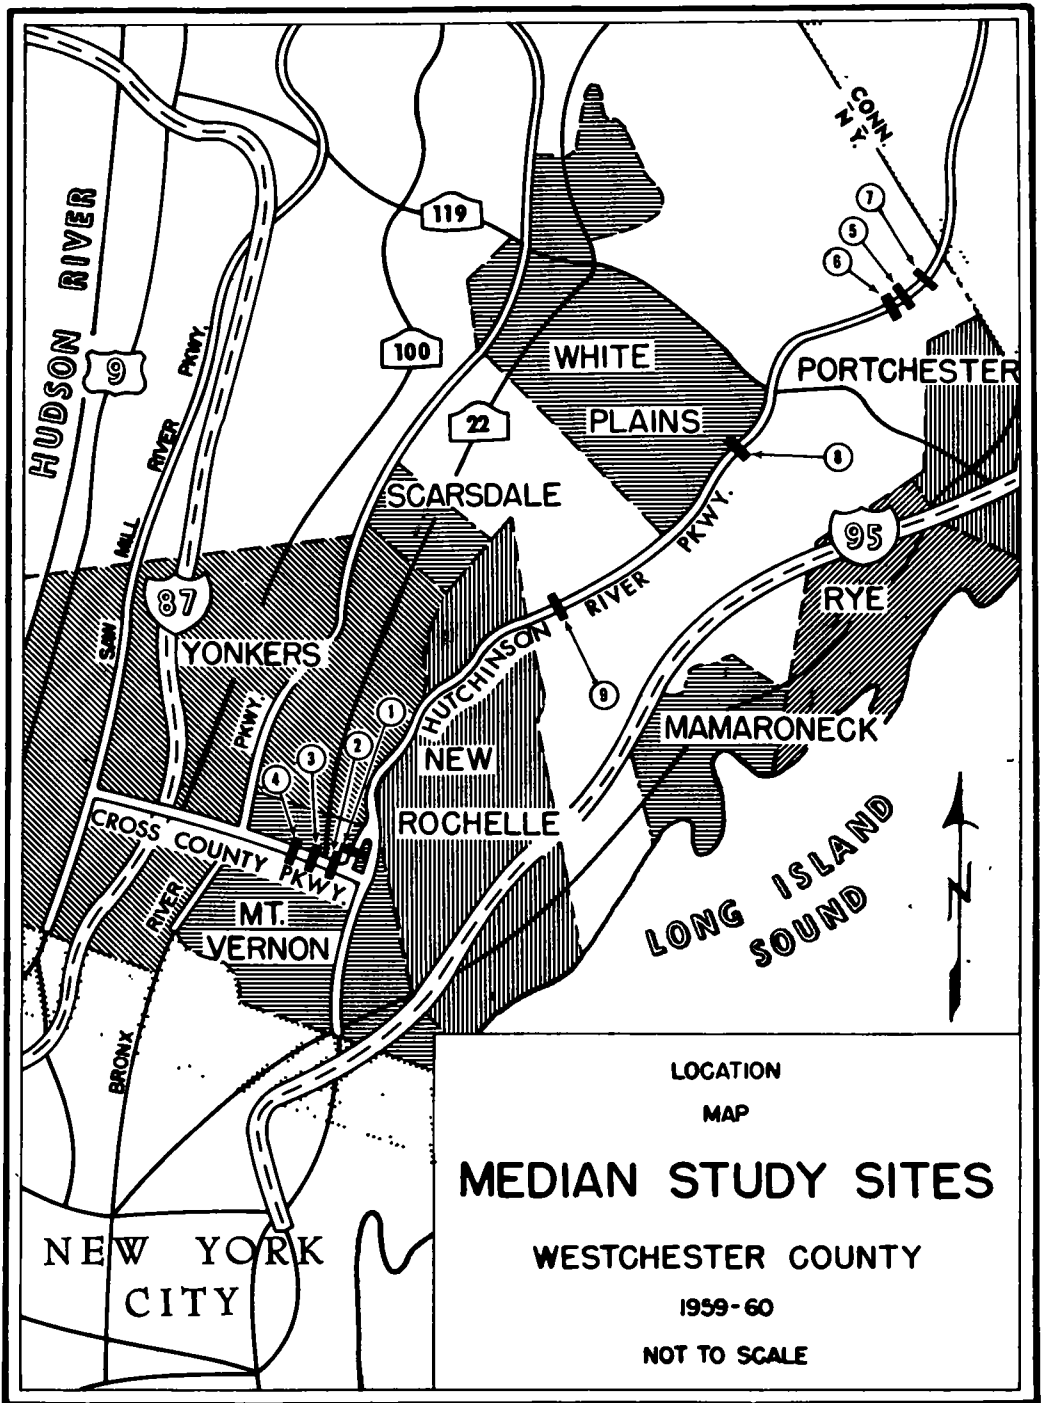 CONN.
N. Y.
HUDSON RIVER
9
119
100
22
SAW MILL RIVER PKWY.
7
5
6
WHITE
PLAINS
PORTCHESTER
8
SCARSDALE
HUTCHINSON RIVER PKWY.
95
87
RYE
YONKERS
9
MAMARONECK
PKWY.
1
2
3
4
NEW
ROCHELLE
CROSS COUNTY PKWY.
MT.
VERNON
RIVER
BRONX
LONG ISLAND
SOUND
N
NEW YORK
CITY
LOCATION
MAP
MEDIAN STUDY SITES
WESTCHESTER COUNTY
1959-60
NOT TO SCALE